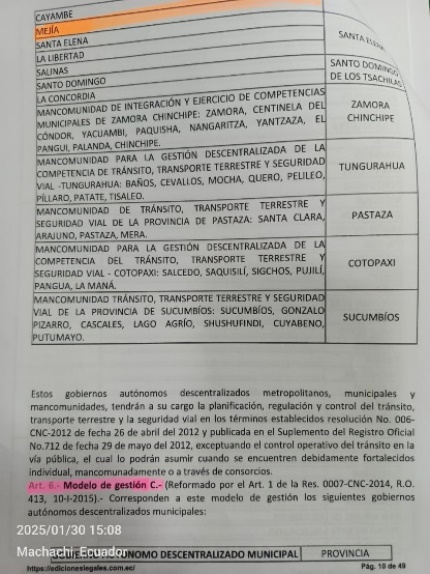 CAYAMBE
MEJÍA
SANTA ELENA
LA LIBERTAD
SALINAS
SANTA ELENA
SANTO DOMINGO
LA CONCORDIA
SANTO DOMINGO
DE LOS TSACHILAS
MANCOMUNIDAD DE INTEGRACIÓN Y EJERCICIO DE COMPETENCIAS
MUNICIPALES DE ZAMORA CHINCHIPE: ZAMORA, CENTINELA DEL
CÓNDOR, YACUAMBI, PAQUISHA, NANGARITZA, YANTZAZA, EL
PANGUI, PALANDA, CHINCHIPE.
ZAMORA
CHINCHIPE
MANCOMUNIDAD PARA LA GESTIÓN DESCENTRALIZADA DE LA
COMPETENCIA DE TRÁNSITO, TRANSPORTE TERRESTRE Y SEGURIDAD
VIAL -TUNGURAHUA: BAÑOS, CEVALLOS, MOCHA, QUERO, PELILEO,
PÍLLARO, PATATE, TISALEO.
TUNGURAHUA
MANCOMUNIDAD DE TRÁNSITO, TRANSPORTE TERRESTRE Y
SEGURIDAD VIAL DE LA PROVINCIA DE PASTAZA: SANTA CLARA,
ARAJUNO, PASTAZA, MERA.
PASTAZA
MANCOMUNIDAD PARA LA GESTIÓN DESCENTRALIZADA DE LA
COMPETENCIA DEL TRÁNSITO, TRANSPORTE TERRESTRE Y
SEGURIDAD VIAL - COTOPAXI: SALCEDO, SAQUISILÍ, SIGCHOS, PUJILÍ,
PANGUA, LA MANÁ.
COTOPAXI
MANCOMUNIDAD TRÁNSITO, TRANSPORTE TERRESTRE Y SEGURIDAD
VIAL DE LA PROVINCIA DE SUCUMBÍOS: SUCUMBÍOS, GONZALO
PIZARRO, CASCALES, LAGO AGRÍO, SHUSHUFINDI, CUYABENO,
PUTUMAYO.
SUCUMBÍOS
Estos gobiernos autónomos descentralizados metropolitanos, municipales y
mancomunidades, tendrán a su cargo la planificación, regulación y control del tránsito,
transporte terrestre y la seguridad vial en los términos establecidos resolución No. 006-
CNC-2012 de fecha 26 de abril del 2012 y publicada en el Suplemento del Registro Oficial
No.712 de fecha 29 de mayo del 2012, exceptuando el control operativo del tránsito en la
vía pública, el cual lo podrán asumir cuando se encuentren debidamente fortalecidos
individual, mancomunadamente o a través de consorcios.
Art. 6.- Modelo de gestión C.- (Reformado por el Art. 1 de la Res. 0007-CNC-2014, R.O.
413, 10-I-2015).- Corresponden a este modelo de gestión los siguientes gobiernos
autónomos descentralizados municipales:
2025/01/30 15:08
Machachi Ecuador
GOBIERNO AUTÓNOMO DESCENTRALIZADO MUNICIPAL
PROVINCIA
https://edicioneslegales.com.ec/
Pág. 10 de 49